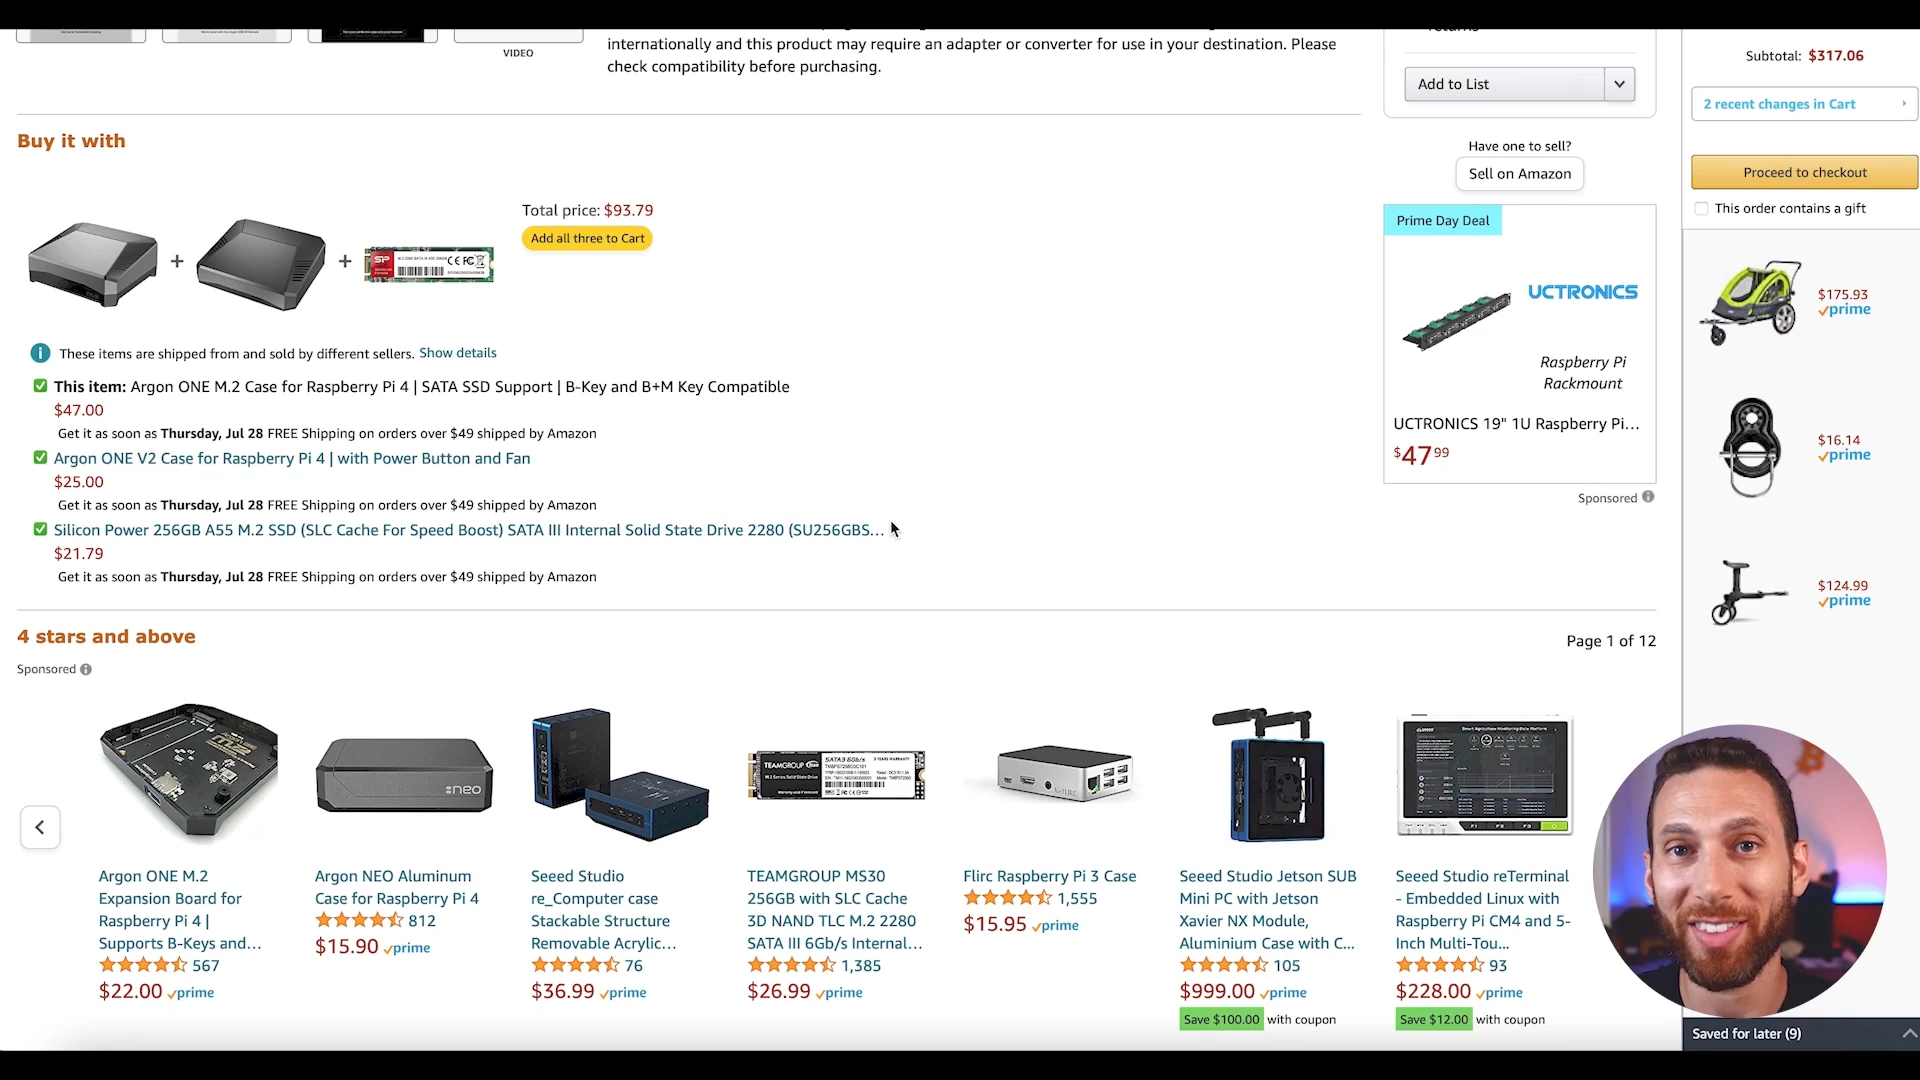 VIDEO
internationally and this product may require an adapter or converter for use in your destination. Please
check compatibility before purchasing.
Add to List
Subtotal: $317.06
2 recent changes in Cart
Proceed to checkout
This order contains a gift
Buy it with
Total price: $93.79
Add all three to Cart
SP
These items are shipped from and sold by different sellers. Show details
This item: Argon ONE M.2 Case for Raspberry Pi 4 | SATA SSD Support | B-Key and B+M Key Compatible
$47.00
Get it as soon as Thursday, Jul 28 FREE Shipping on orders over $49 shipped by Amazon
Argon ONE V2 Case for Raspberry Pi 4 | with Power Button and Fan
$25.00
Get it as soon as Thursday, Jul 28 FREE Shipping on orders over $49 shipped by Amazon
Silicon Power 256GB A55 M.2 SSD (SLC Cache For Speed Boost) SATA III Internal Solid State Drive 2280 (SU256GBS...
$21.79
Get it as soon as Thursday, Jul 28 FREE Shipping on orders over $49 shipped by Amazon
Have one to sell?
Sell on Amazon
Prime Day Deal
UCTRONICS
Raspberry Pi
Rackmount
UCTRONICS 19" 1U Raspberry Pi...
$47 99
Sponsored
$175.93
prime
$16.14
prime
$124.99
prime
4 stars and above
Page 1 of 12
Sponsored
neo
TEAMGROUP
SATA3 6Gb/s
Argon ONE M.2
Expansion Board for
Raspberry Pi 4 |
Supports B-Keys and...
567
$22.00 prime
Argon NEO Aluminum
Case for Raspberry Pi 4
812
$15.90 prime
Seeed Studio
re_Computer case
Stackable Structure
Removable Acrylic...
76
$36.99 prime
TEAMGROUP MS30
256GB with SLC Cache
3D NAND TLC M.2 2280
SATA III 6Gb/s Internal...
1,385
$26.99 prime
Flirc Raspberry Pi 3 Case
1,555
$15.95 prime
Seeed Studio Jetson SUB
Mini PC with Jetson
Xavier NX Module,
Aluminium Case with C...
105
$999.00 prime
Save $100.00 with coupon
Seeed Studio reTerminal
- Embedded Linux with
Raspberry Pi CM4 and 5-
Inch Multi-Tou...
93
$228.00 prime
Save $12.00 with coupon
Saved for later (9)